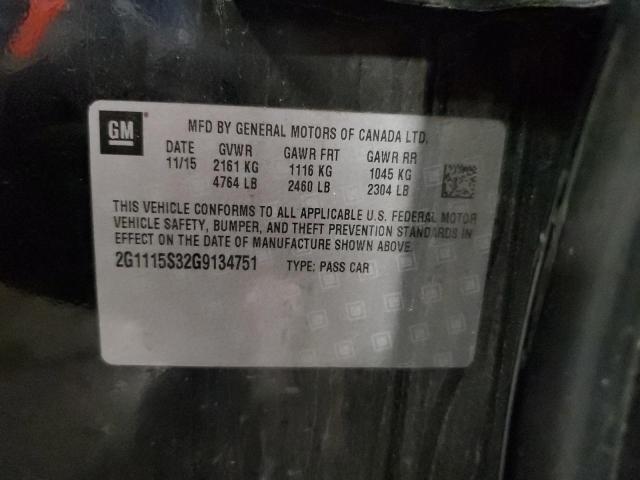 GM
MFD BY GENERAL MOTORS OF CANADA LTD.
DATE GVWR GAWR FRT GAWR RR
11/15 2161 KG 1116 KG 1045 KG
4764 LB 2460 LB 2304 LB
THIS VEHICLE CONFORMS TO ALL APPLICABLE U.S. FEDERAL MOTOR
VEHICLE SAFETY, BUMPER, AND THEFT PREVENTION STANDARDS IN
EFFECT ON THE DATE OF MANUFACTURE SHOWN ABOVE.
2G1115S32G9134751 TYPE: PASS CAR